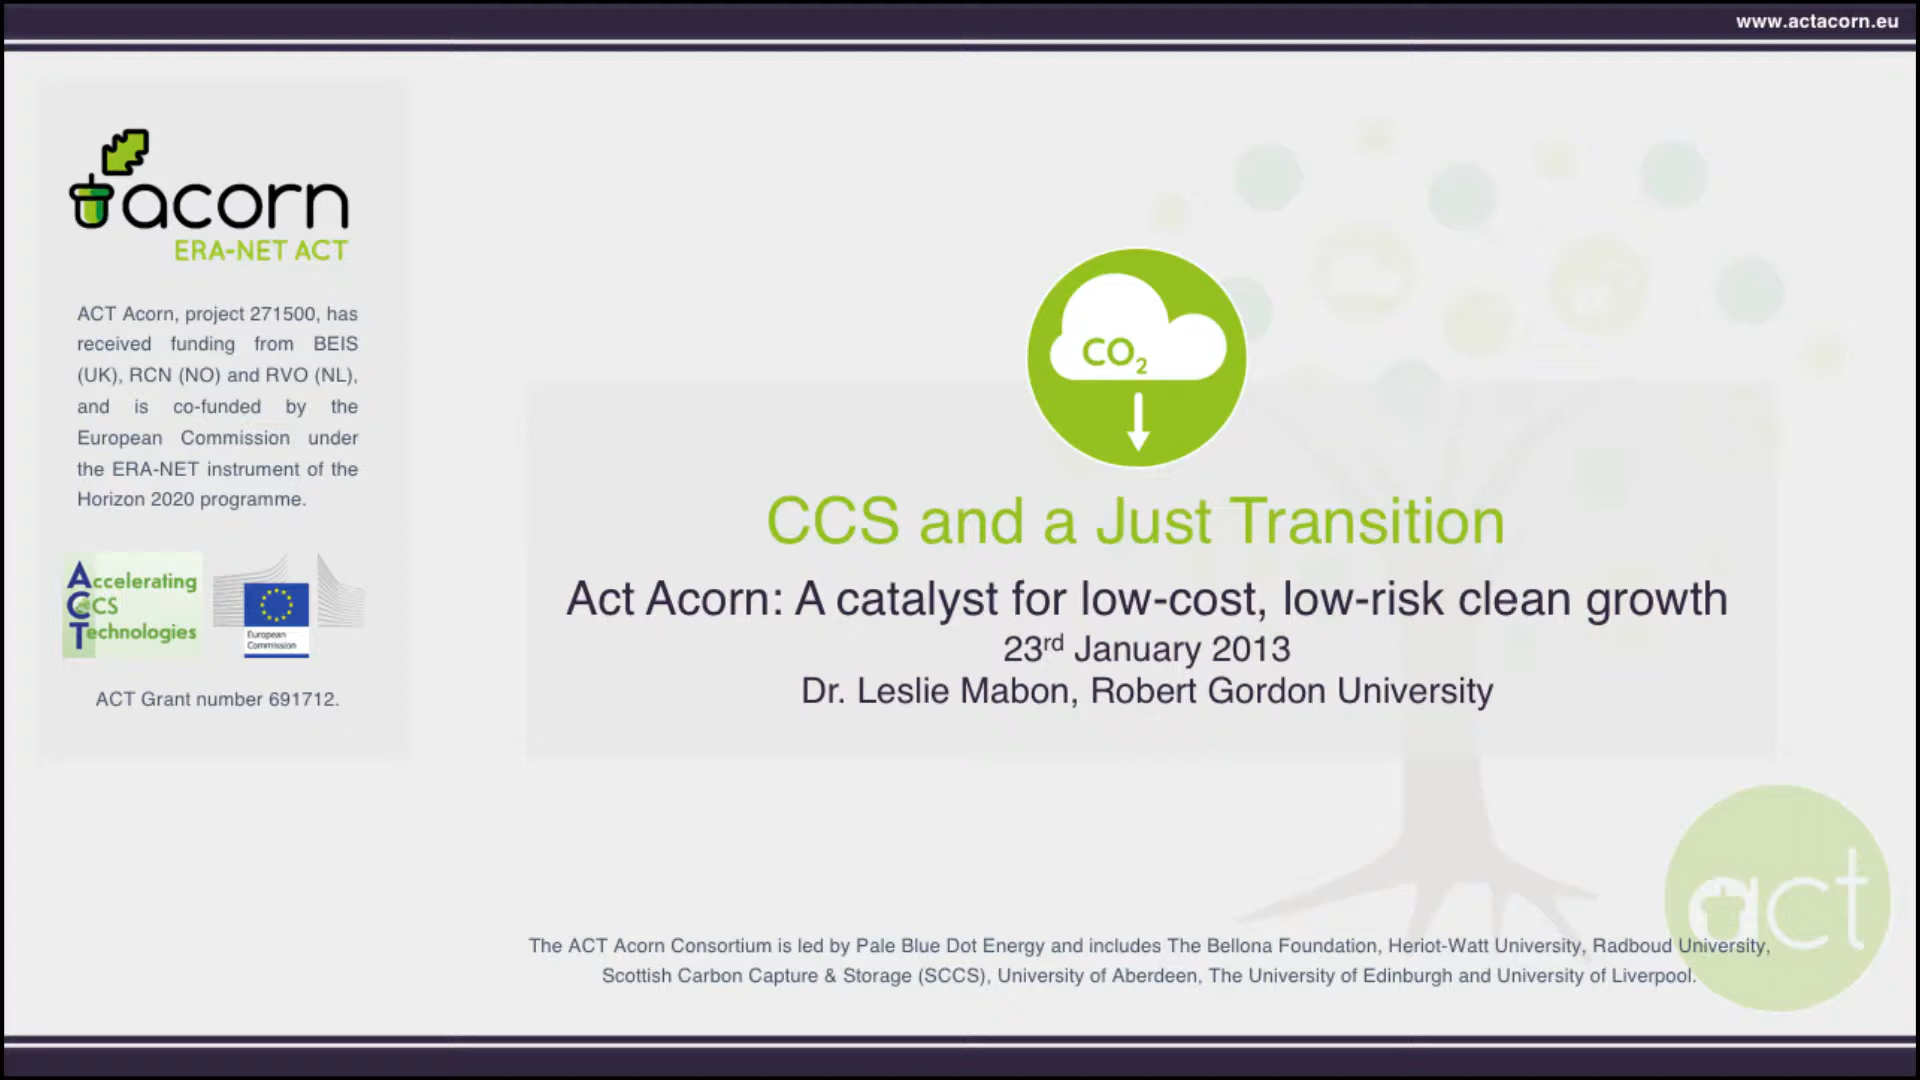 www.actacorn.eu
acorn
ERA-NET ACT
ACT Acorn, project 271500, has
received funding from BEIS
(UK), RCN (NO) and RVO (NL),
and is co-funded by the
European Commission under
the ERA-NET instrument of the
Horizon 2020 programme.
Accelerating
CCS
Technologies
European
Commission
ACT Grant number 691712.
CO2
CCS and a Just Transition
Act Acorn: A catalyst for low-cost, low-risk clean growth
23rd January 2013
Dr. Leslie Mabon, Robert Gordon University
act
The ACT Acorn Consortium is led by Pale Blue Dot Energy and includes The Bellona Foundation, Heriot-Watt University, Radboud University,
Scottish Carbon Capture & Storage (SCCS), University of Aberdeen, The University of Edinburgh and University of Liverpool.